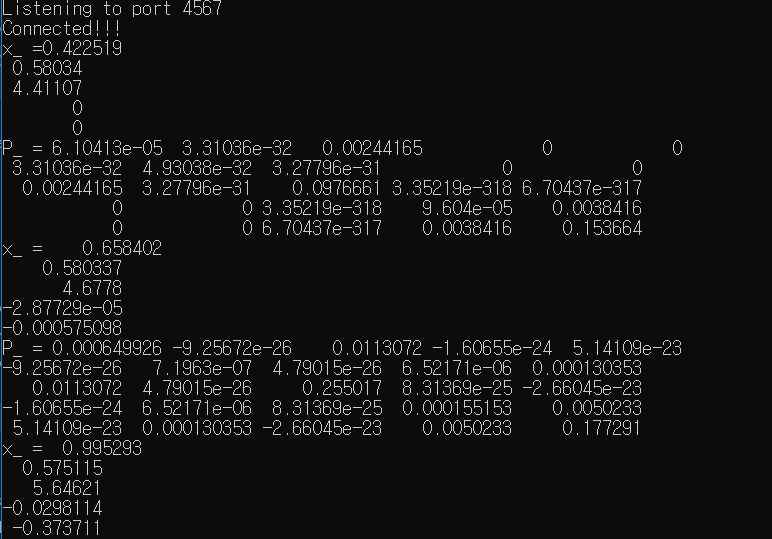 Listening to port 4567
Connected!!!
x_ =0.422519
0.58034
4.41107
0
0
P_ = 6.10413e-05 3.31036e-32 0.00244165 0 0
3.31036e-32 4.93038e-32 3.27796e-31 0 0
0.00244165 3.27796e-31 0.0976661 3.35219e-318 6.70437e-317
0 0 3.35219e-318 9.604e-05 0.0038416
0 0 6.70437e-317 0.0038416 0.153664
x_ = 0.658402
0.580337
4.6778
-2.87729e-05
-0.000575098
P_ = 0.000649926 -9.25672e-26 0.0113072 -1.60655e-24 5.14109e-23
-9.25672e-26 7.1963e-07 4.79015e-26 6.52171e-06 0.000130353
0.0113072 4.79015e-26 0.255017 8.31369e-25 -2.66045e-23
-1.60655e-24 6.52171e-06 8.31369e-25 0.000155153 0.0050233
5.14109e-23 0.000130353 -2.66045e-23 0.0050233 0.177291
x_ = 0.995293
0.575115
5.64621
-0.0298114
-0.373711